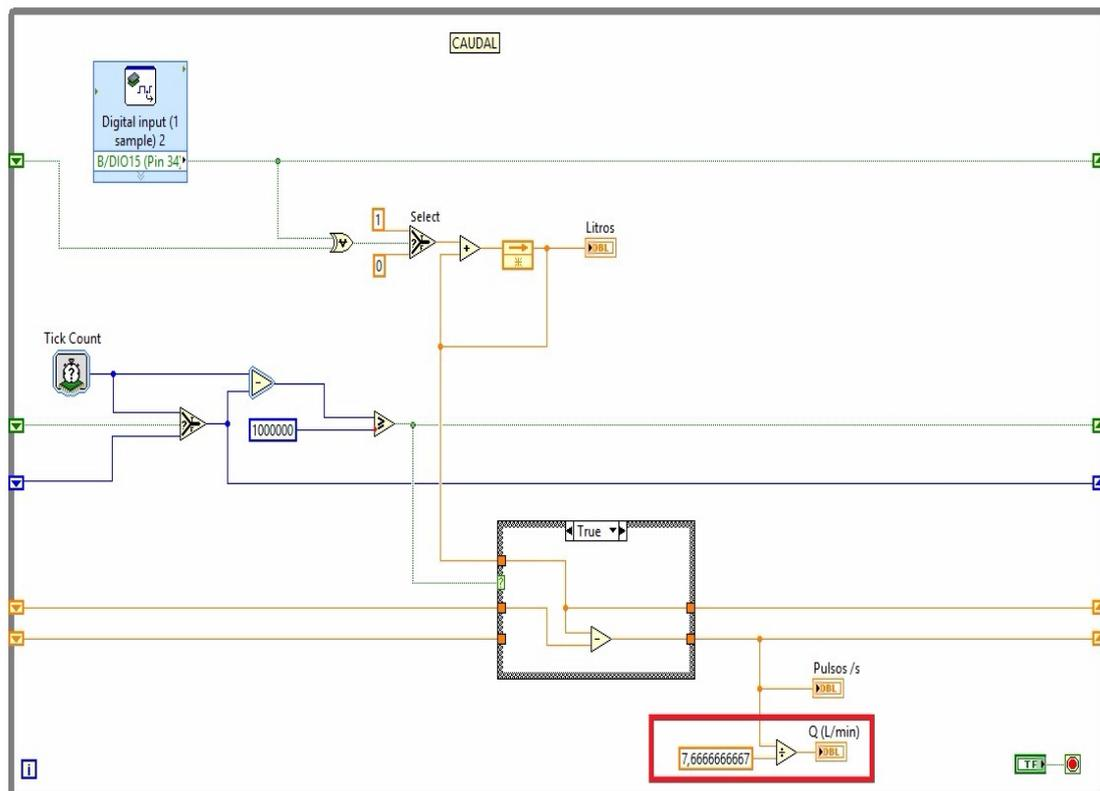 CAUDAL
Digital input (1
sample) 2
B/DIO15 (Pin 34)
1
Select
0
Litros
DBL
Tick Count
1000000
True
Pulsos /s
DBL
Q (L/min)
7,6666666667
DBL
i
TF